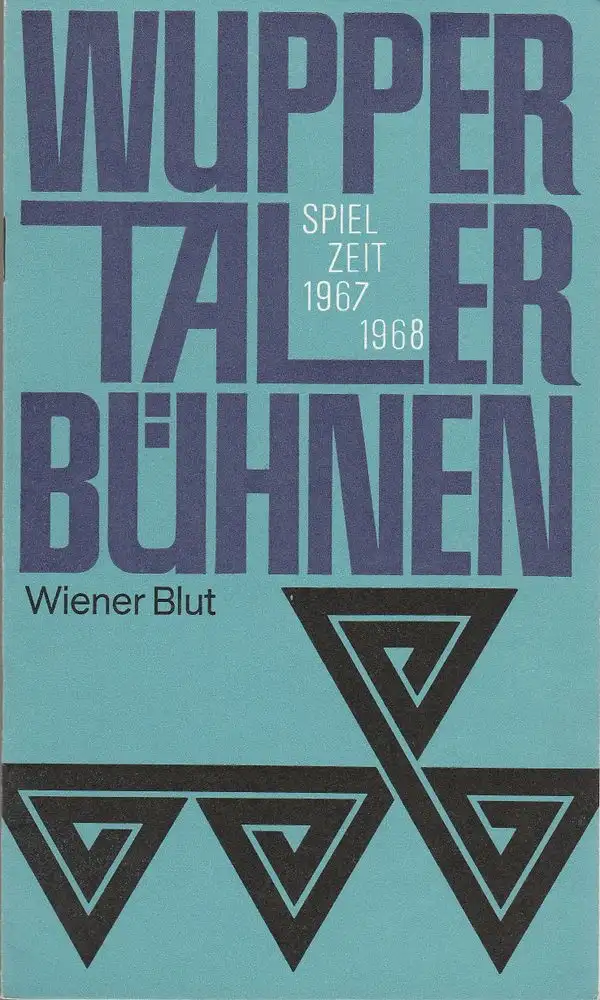 WUPPER
TALER
SPIEL
ZEIT
1967
1968
BÜHNEN
Wiener Blut